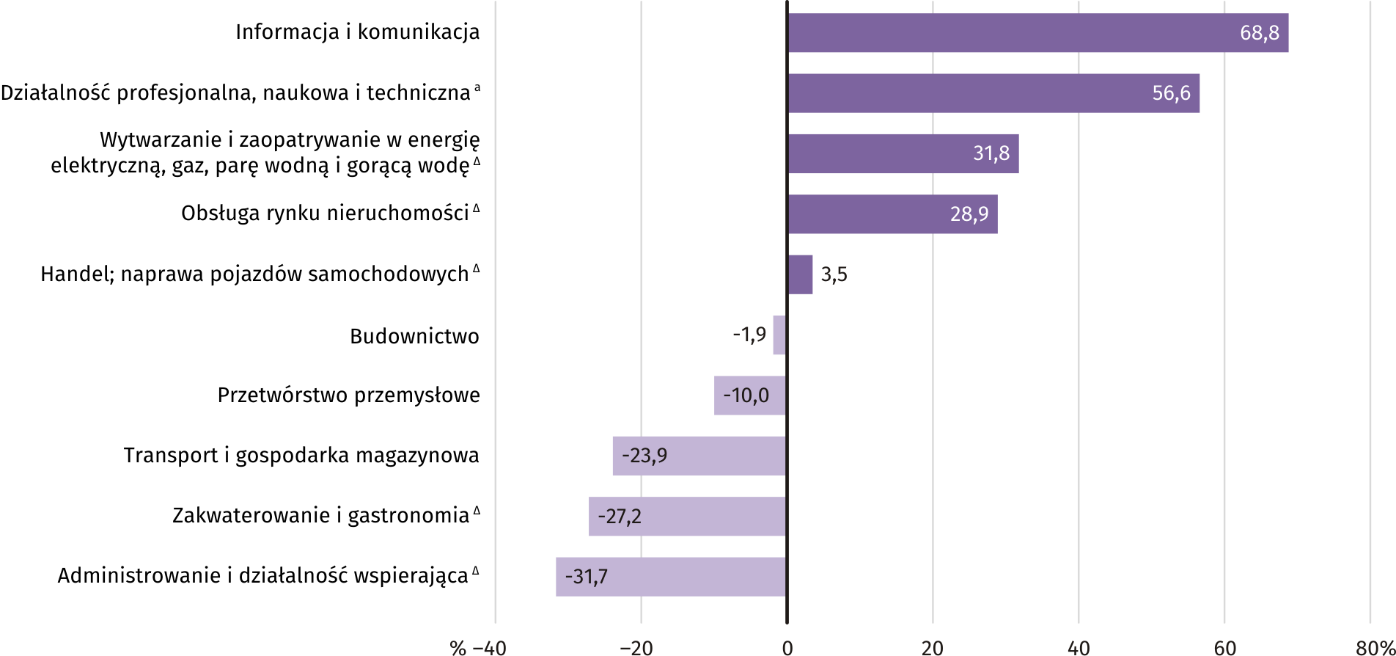 Informacja i komunikacja
68,8
Działalność profesjonalna, naukowa i techniczna a
56,6
Wytwarzanie i zaopatrywanie w energię
elektryczną, gaz, parę wodną i gorącą wodę Δ
31,8
Obsługa rynku nieruchomości Δ
28,9
Handel; naprawa pojazdów samochodowych Δ
3,5
Budownictwo
-1,9
Przetwórstwo przemysłowe
-10,0
Transport i gospodarka magazynowa
-23,9
Zakwaterowanie i gastronomia Δ
-27,2
Administrowanie i działalność wspierająca Δ
-31,7
% −40 −20 0 20 40 60 80%